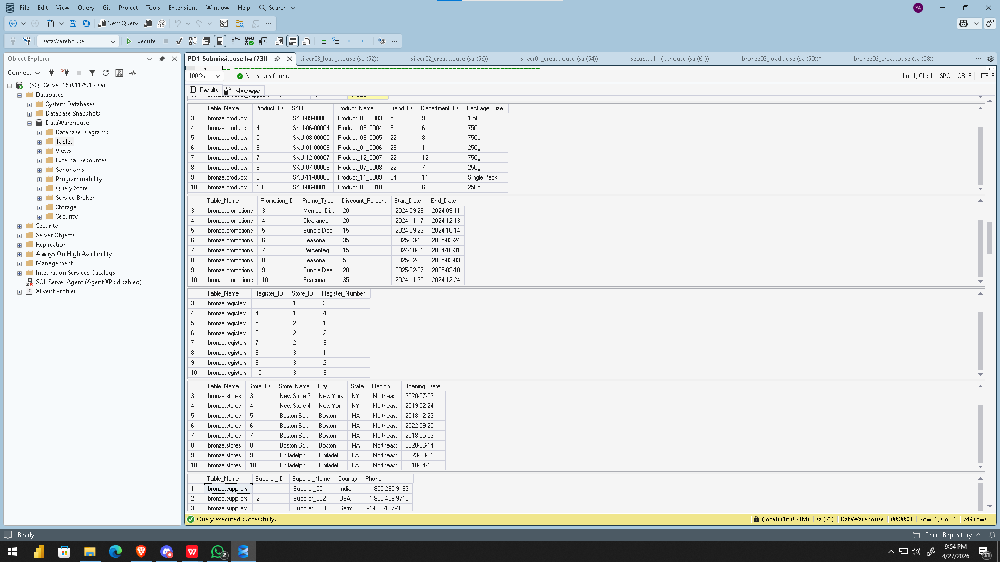 File Edit View Query Git Project Tools Extensions Window Help Search YA
New Query
DataWarehouse Execute
Object Explorer
Connect
. (SQL Server 16.0.1175.1 - sa)
Databases
System Databases
Database Snapshots
DataWarehouse
Database Diagrams
Tables
Views
External Resources
Synonyms
Programmability
Query Store
Service Broker
Storage
Security
Security
Server Objects
Replication
Always On High Availability
Management
Integration Services Catalogs
SQL Server Agent (Agent XPs disabled)
XEvent Profiler
PD1-Submissi...use (sa (73)) silver03_load_...ouse (sa (52)) silver02_creat...ouse (sa (56)) silver01_creat...ouse (sa (54)) setup.sql - (l...house (sa (61)) bronze03_load...use (sa (59))* bronze02_crea...ouse (sa (58))
100 % No issues found Ln: 1, Ch: 1 SPC CRLF UTF-8
Results Messages
Table_Name Product_ID SKU Product_Name Brand_ID Department_ID Package_Size
3 bronze.products 3 SKU-09-00003 Product_09_0003 5 9 1.5L
4 bronze.products 4 SKU-06-00004 Product_06_0004 9 6 750g
5 bronze.products 5 SKU-08-00005 Product_08_0005 22 8 750g
6 bronze.products 6 SKU-01-00006 Product_01_0006 26 1 250g
7 bronze.products 7 SKU-12-00007 Product_12_0007 22 12 750g
8 bronze.products 8 SKU-07-00008 Product_07_0008 22 7 250g
9 bronze.products 9 SKU-11-00009 Product_11_0009 24 11 Single Pack
10 bronze.products 10 SKU-06-00010 Product_06_0010 3 6 250g
Table_Name Promotion_ID Promo_Type Discount_Percent Start_Date End_Date
3 bronze.promotions 3 Member Di... 20 2024-09-29 2024-09-11
4 bronze.promotions 4 Clearance 20 2024-11-17 2024-12-13
5 bronze.promotions 5 Bundle Deal 15 2024-09-23 2024-10-14
6 bronze.promotions 6 Seasonal ... 35 2025-03-12 2025-03-24
7 bronze.promotions 7 Percentag... 15 2024-10-21 2024-10-31
8 bronze.promotions 8 Seasonal ... 5 2025-02-20 2025-03-03
9 bronze.promotions 9 Bundle Deal 20 2025-02-27 2025-03-10
10 bronze.promotions 10 Seasonal ... 35 2024-11-30 2024-12-24
Table_Name Register_ID Store_ID Register_Number
3 bronze.registers 3 1 3
4 bronze.registers 4 1 4
5 bronze.registers 5 2 1
6 bronze.registers 6 2 2
7 bronze.registers 7 2 3
8 bronze.registers 8 3 1
9 bronze.registers 9 3 2
10 bronze.registers 10 3 3
Table_Name Store_ID Store_Name City State Region Opening_Date
3 bronze.stores 3 New Store 3 New York NY Northeast 2020-07-03
4 bronze.stores 4 New Store 4 New York NY Northeast 2019-02-24
5 bronze.stores 5 Boston St... Boston MA Northeast 2018-12-23
6 bronze.stores 6 Boston St... Boston MA Northeast 2022-09-25
7 bronze.stores 7 Boston St... Boston MA Northeast 2018-05-03
8 bronze.stores 8 Boston St... Boston MA Northeast 2020-06-14
9 bronze.stores 9 Philadelphi... Philadel... PA Northeast 2023-09-01
10 bronze.stores 10 Philadelphi... Philadel... PA Northeast 2018-04-19
Table_Name Supplier_ID Supplier_Name Country Phone
1 bronze.suppliers 1 Supplier_001 India +1-800-260-9193
2 bronze.suppliers 2 Supplier_002 USA +1-800-409-9710
3 bronze.suppliers 3 Supplier_003 Germ... +1-800-107-4030
Query executed successfully. (local) (16.0 RTM) sa (73) DataWarehouse 00:00:03 Row: 1, Col: 1 749 rows
Ready Select Repository
2 9:54 PM
4/27/2026 31